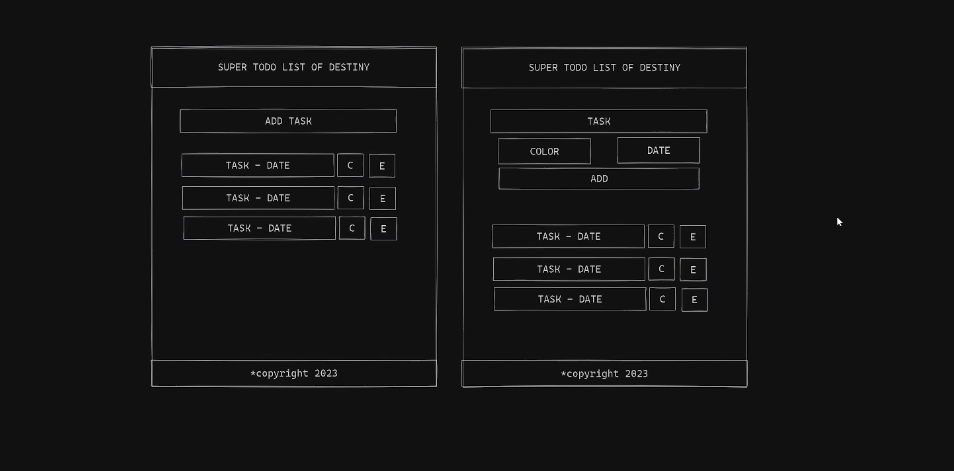 SUPER TODO LIST OF DESTINY
ADD TASK
TASK - DATE C E
TASK - DATE C E
TASK - DATE C E
*copyright 2023
SUPER TODO LIST OF DESTINY
TASK
COLOR DATE
ADD
TASK - DATE C E
TASK - DATE C E
TASK - DATE C E
*copyright 2023